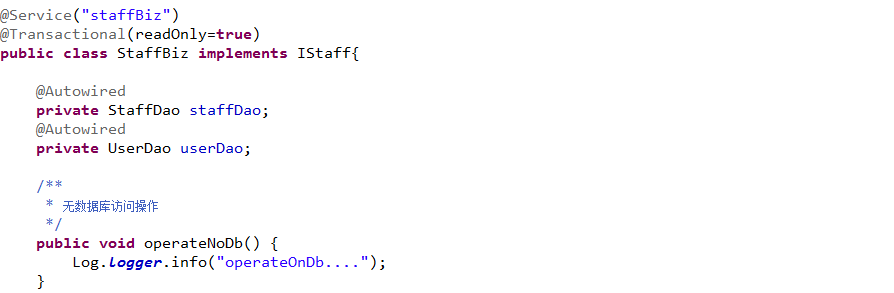 @Service("staffBiz")
@Transactional(readOnly=true)
public class StaffBiz implements IStaff{
@Autowired
private StaffDao staffDao;
@Autowired
private UserDao userDao;
/**
* 无数据库访问操作
*/
public void operateNoDb() {
Log.logger.info("operateOnDb....");
}